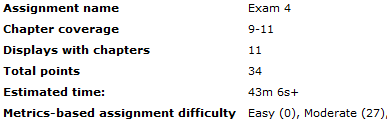 Assignment name Exam 4
Chapter coverage 9-11
Displays with chapters 11
Total points 34
Estimated time: 43m 6s+
Metrics-based assignment difficulty Easy (0), Moderate (27),